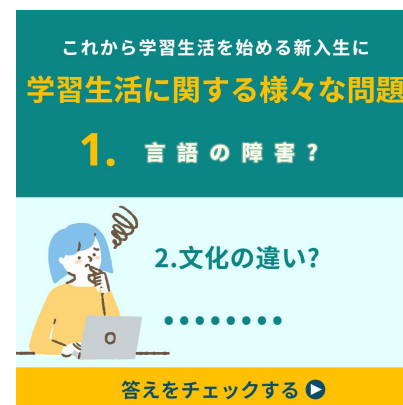 これから学習生活を始める新入生に
学習生活に関する様々な問題
1. 言語の障害?
2.文化の違い?
........
答えをチェックする